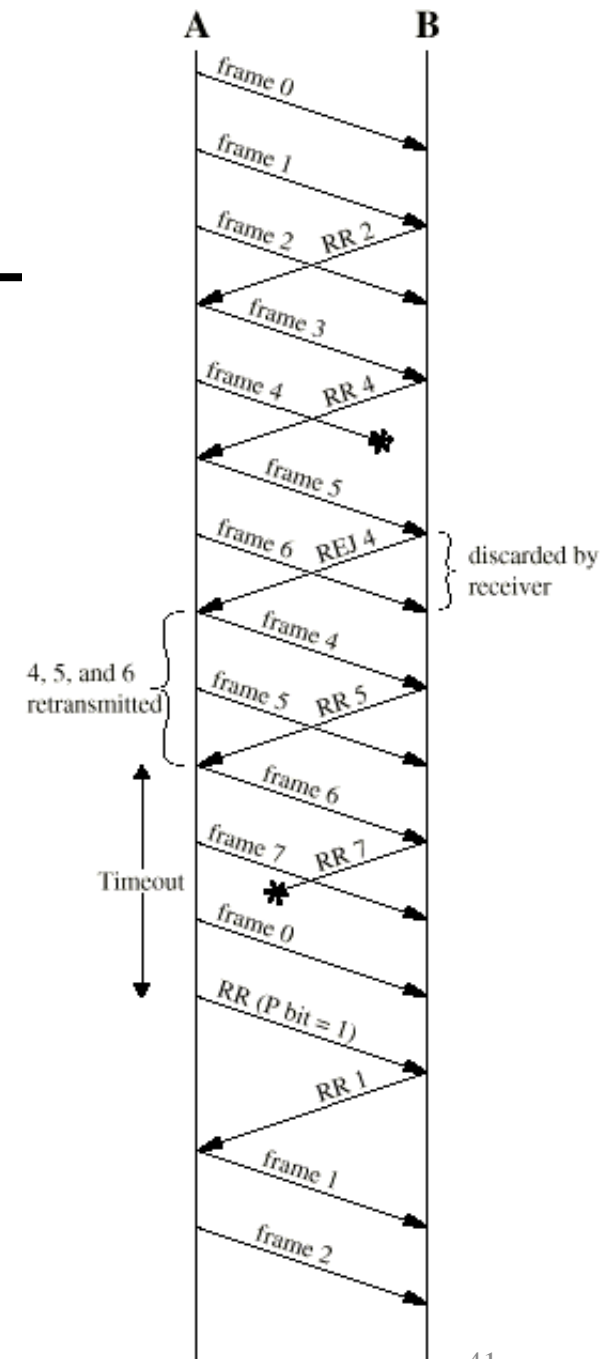 A
B
frame 0
frame 1
frame 2
RR 2
frame 3
frame 4
RR 4
frame 5
frame 6
REJ 4
discarded by
receiver
frame 4
4, 5, and 6
retransmitted
frame 5
RR 5
frame 6
frame 7
RR 7
Timeout
frame 0
RR (P bit = 1)
RR 1
frame 1
frame 2